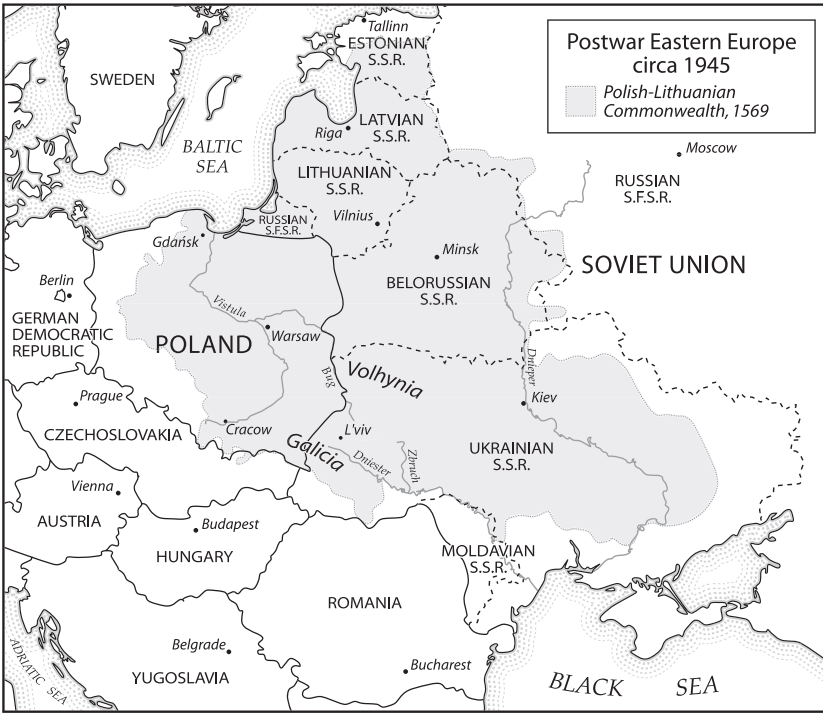 Postwar Eastern Europe
circa 1945
Polish-Lithuanian
Commonwealth, 1569
Tallinn
ESTONIAN
S.S.R.
SWEDEN
LATVIAN
S.S.R.
Riga
BALTIC
SEA
Moscow
LITHUANIAN
S.S.R.
RUSSIAN
S.F.S.R.
Vilnius
RUSSIAN
S.F.S.R.
Gdańsk
Minsk
BELORUSSIAN
S.S.R.
SOVIET UNION
Berlin
GERMAN
DEMOCRATIC
REPUBLIC
Vistula
Warsaw
POLAND
Bug
Volhynia
Dnieper
Kiev
Prague
CZECHOSLOVAKIA
Cracow
L'viv
Galicia
Dniester
Zbruch
UKRAINIAN
S.S.R.
Vienna
AUSTRIA
Budapest
HUNGARY
MOLDAVIAN
S.S.R.
ROMANIA
ADRIATIC SEA
Belgrade
YUGOSLAVIA
Bucharest
BLACK SEA